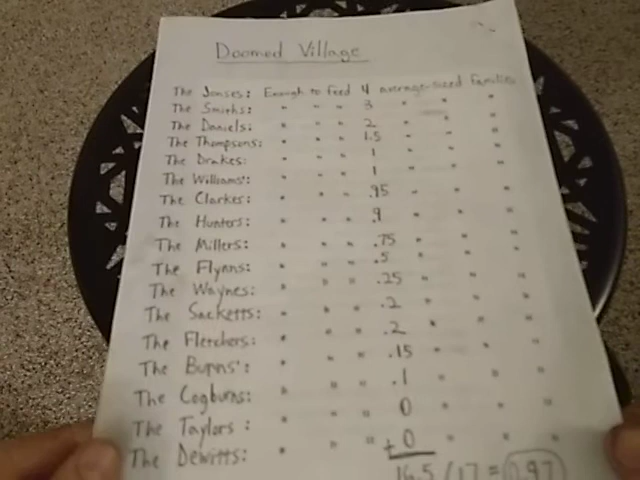 Doomed Village
The Jonses: Enough to feed 4 average-sized families
The Smiths: " " " 3 " " "
The Daniels: " " " 2 " " "
The Thompsons: " " " 1.5 " " "
The Drakes: " " " 1 " " "
The Williams': " " " 1 " " "
The Clarkes: " " " .95 " " "
The Hunters: " " " .9 " " "
The Millers: " " " .75 " " "
The Flynns: " " " .5 " " "
The Waynes: " " " .25 " " "
The Sacketts: " " " .2 " " "
The Fletchers: " " " .2 " " "
The Burns': " " " .15 " " "
The Cogburns: " " " .1 " " "
The Taylors: " " " 0 " " "
The Dewitts: " " " + 0 " " "
16.5/17 = 0.97